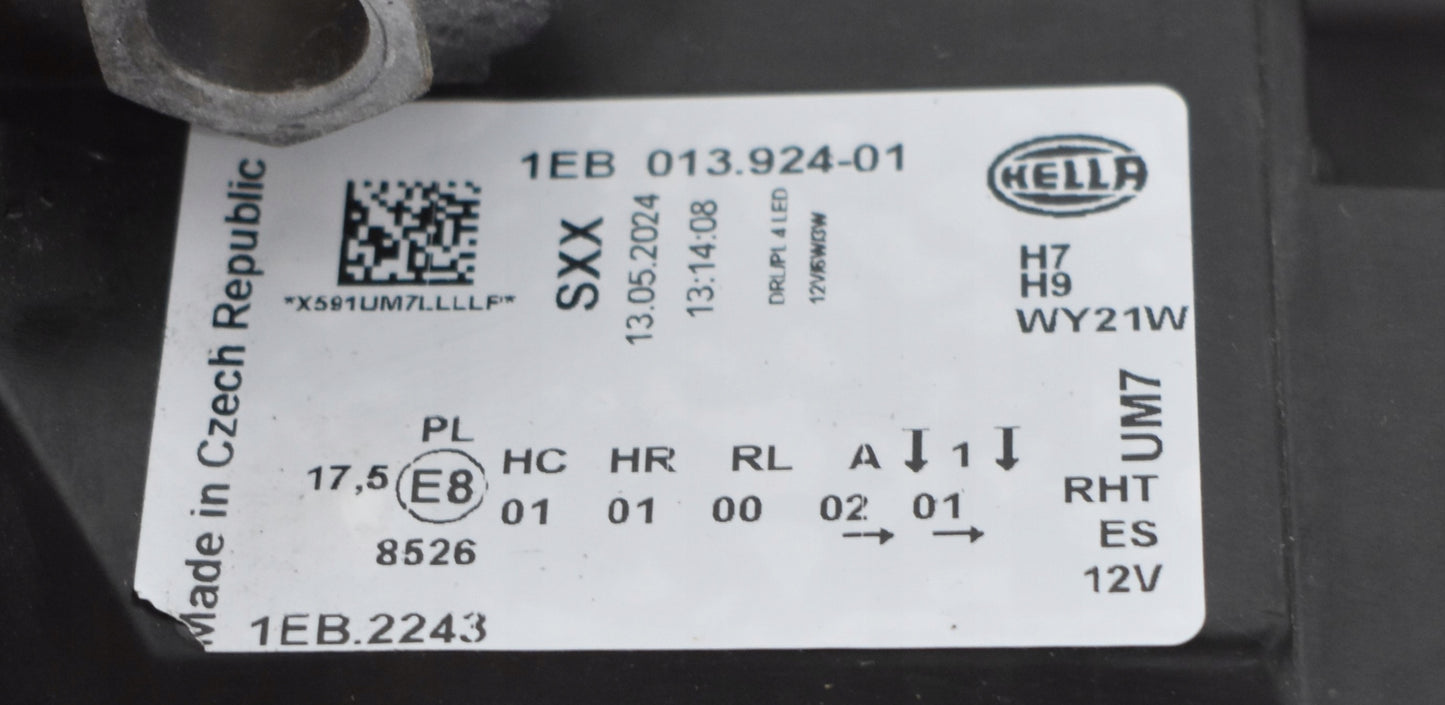 1EB 013.924-01
HELLA
Made in Czech Republic
*X591UM7LLLLF*
SXX
13.05.2024
13:14:08
DRL/PL 4 LED
H7
H9
WY21W
UM7
PL
17,5 E8 HC HR RL A 1
01 01 00 02 01
8526
RHT
ES
12V
1EB.2243